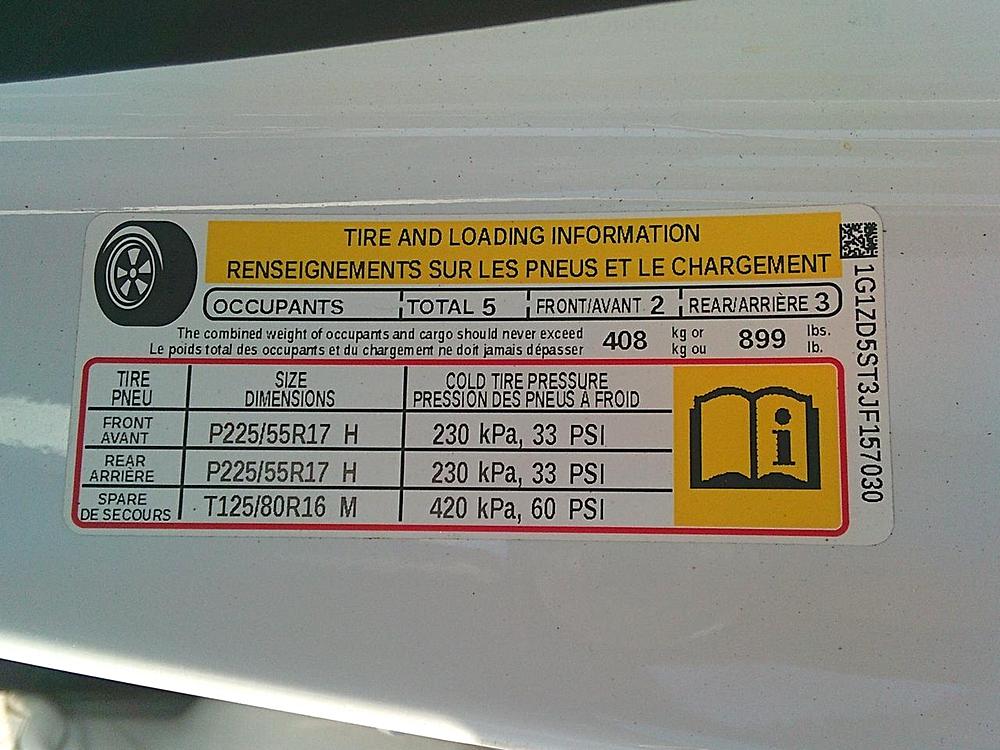 TIRE AND LOADING INFORMATION
RENSEIGNEMENTS SUR LES PNEUS ET LE CHARGEMENT
OCCUPANTS TOTAL 5 FRONT/AVANT 2 REAR/ARRIÈRE 3
The combined weight of occupants and cargo should never exceed 408 kg or 899 lbs.
Le poids total des occupants et du chargement ne doit jamais dépasser kg ou lb.
TIRE SIZE COLD TIRE PRESSURE
PNEU DIMENSIONS PRESSION DES PNEUS À FROID
FRONT
AVANT P225/55R17 H 230 kPa, 33 PSI
REAR
ARRIÈRE P225/55R17 H 230 kPa, 33 PSI
SPARE
DE SECOURS T125/80R16 M 420 kPa, 60 PSI
i
1G1ZD5ST3JF157030